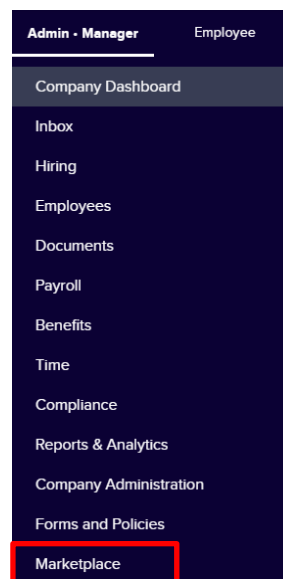 Admin • Manager Employee
Company Dashboard
Inbox
Hiring
Employees
Documents
Payroll
Benefits
Time
Compliance
Reports & Analytics
Company Administration
Forms and Policies
Marketplace